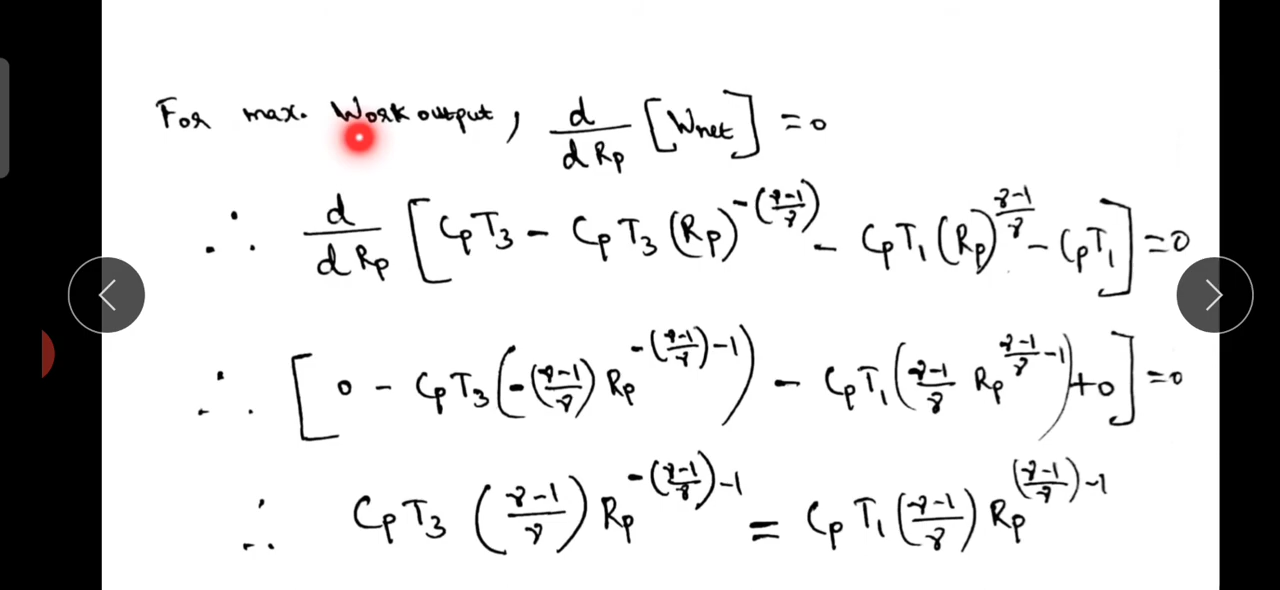 For max. Work output, d/dRp [Wnet] = 0
∴ d/dRp [CpT3 - CpT3 (Rp)^-((γ-1)/γ) - CpT1 (Rp)^((γ-1)/γ) - CpT1] = 0
∴ [0 - CpT3 (-((γ-1)/γ) Rp^(-((γ-1)/γ)-1)) - CpT1 ((γ-1)/γ Rp^((γ-1)/γ -1)) + 0] = 0
∴ CpT3 ((γ-1)/γ) Rp^(-((γ-1)/γ)-1) = CpT1 ((γ-1)/γ) Rp^(((γ-1)/γ)-1)